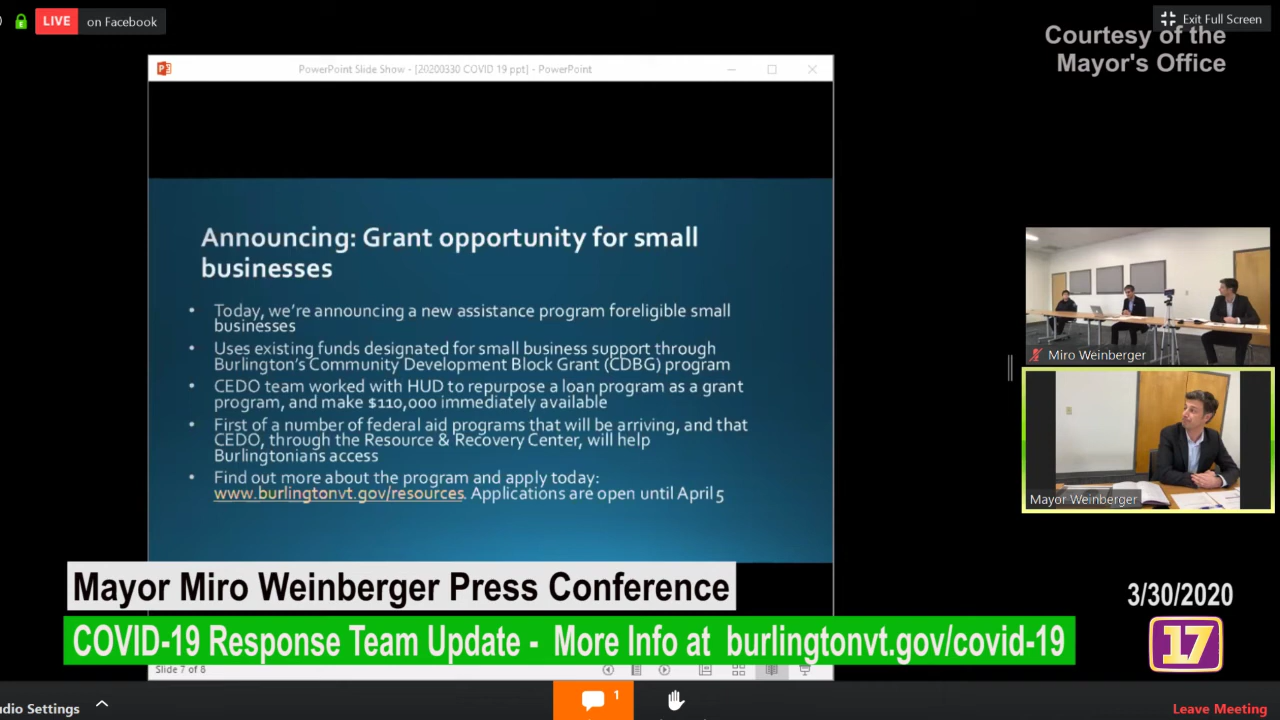 LIVE
on Facebook
Exit Full Screen
Courtesy of the
Mayor's Office
PowerPoint Slide Show - [20200330 COVID 19 ppt] - PowerPoint
Announcing: Grant opportunity for small
businesses
• Today, we're announcing a new assistance program foreligible small
businesses
• Uses existing funds designated for small business support through
Burlington's Community Development Block Grant (CDBG) program
• CEDO team worked with HUD to repurpose a loan program as a grant
program, and make $110,000 immediately available
• First of a number of federal aid programs that will be arriving, and that
CEDO, through the Resource & Recovery Center, will help
Burlingtonians access
• Find out more about the program and apply today:
www.burlingtonvt.gov/resources. Applications are open until April 5
Miro Weinberger
Mayor Weinberger
Mayor Miro Weinberger Press Conference
COVID-19 Response Team Update - More Info at burlingtonvt.gov/covid-19
3/30/2020
17
Slide 7 of 8
udio Settings
1
Leave Meeting